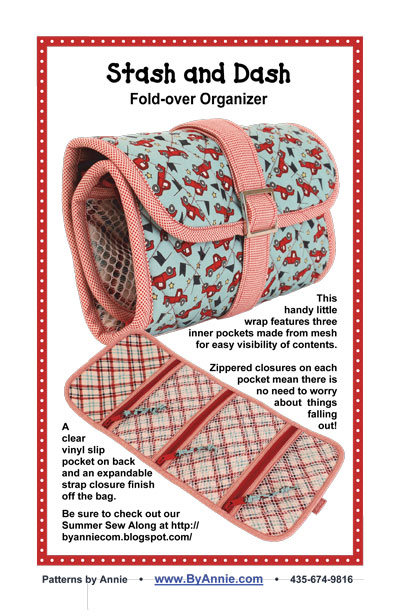 Stash and Dash
Fold-over Organizer
This
handy little
wrap features three
inner pockets made from mesh
for easy visibility of contents.
Zippered closures on each
pocket mean there is
no need to worry
about things
falling
out!
A
clear
vinyl slip
pocket on back
and an expandable
strap closure finish
off the bag.
Be sure to check out our
Summer Sew Along at http://
byanniecom.blogspot.com/
Patterns by Annie • www.ByAnnie.com • 435-674-9816